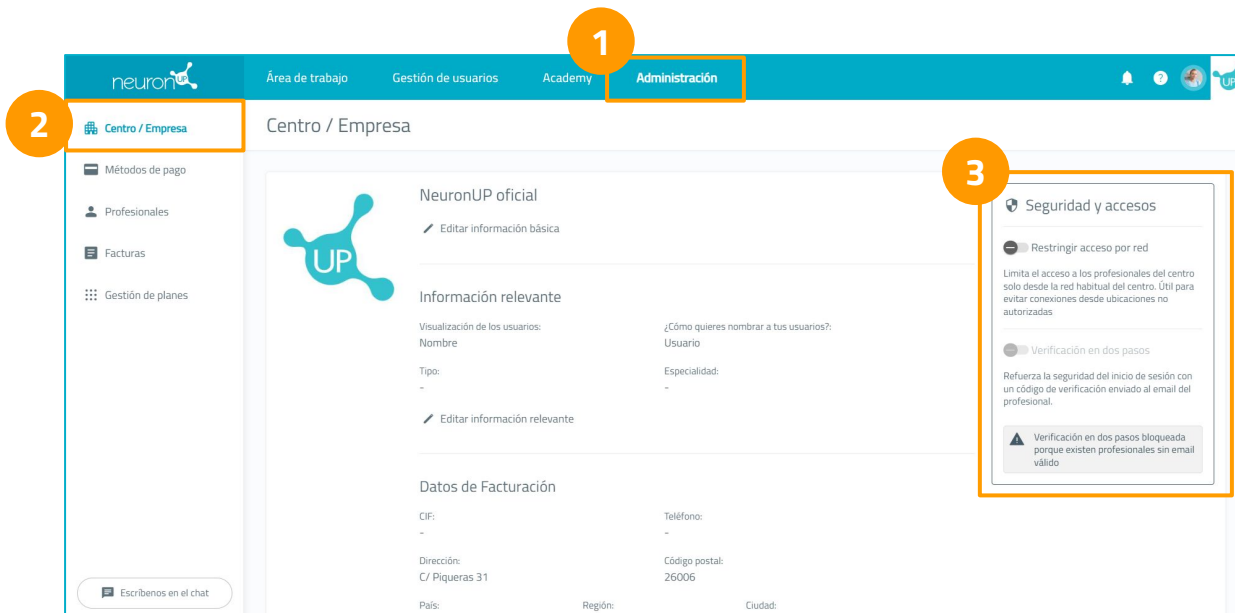 1
neuronUP
Área de trabajo
Gestión de usuarios
Academy
Administración
?
UP
2
Centro / Empresa
Métodos de pago
Profesionales
Facturas
Gestión de planes
Escríbenos en el chat
Centro / Empresa
UP
NeuronUP oficial
Editar información básica
Información relevante
Visualización de los usuarios:
Nombre
¿Cómo quieres nombrar a tus usuarios?:
Usuario
Tipo:
-
Especialidad:
-
Editar información relevante
Datos de Facturación
CIF:
-
Teléfono:
-
Dirección:
C/ Piqueras 31
Código postal:
26006
País:
Región:
Ciudad:
3
Seguridad y accesos
Restringir acceso por red
Limita el acceso a los profesionales del centro
solo desde la red habitual del centro. Útil para
evitar conexiones desde ubicaciones no
autorizadas
Verificación en dos pasos
Refuerza la seguridad del inicio de sesión con
un código de verificación enviado al email del
profesional.
Verificación en dos pasos bloqueada
porque existen profesionales sin email
válido